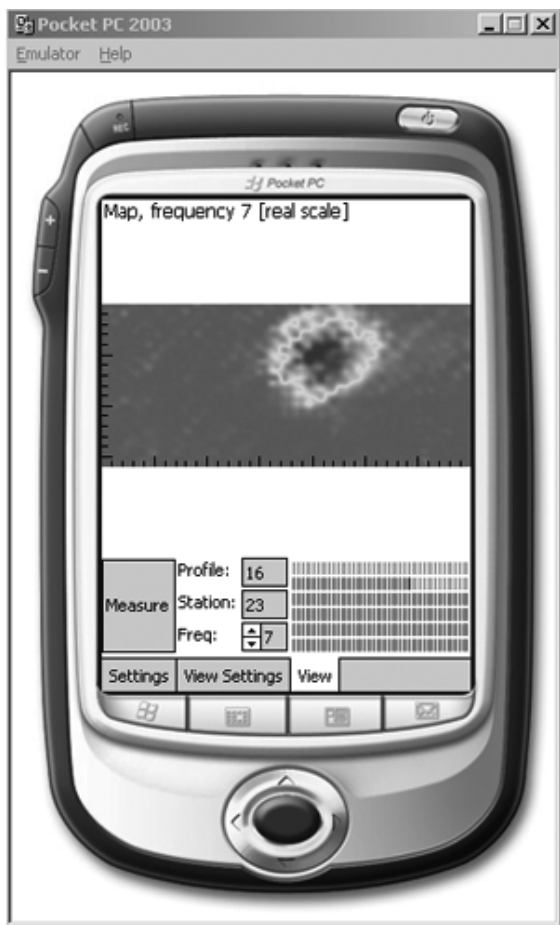 Pocket PC 2003
Emulator Help
REC
Pocket PC
Map, frequency 7 [real scale]
Measure
Profile: 16
Station: 23
Freq: 7
Settings View Settings View